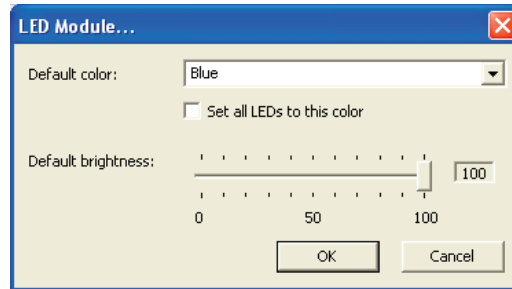 LED Module...
Default color:
Blue
Set all LEDs to this color
Default brightness:
100
0 50 100
OK Cancel